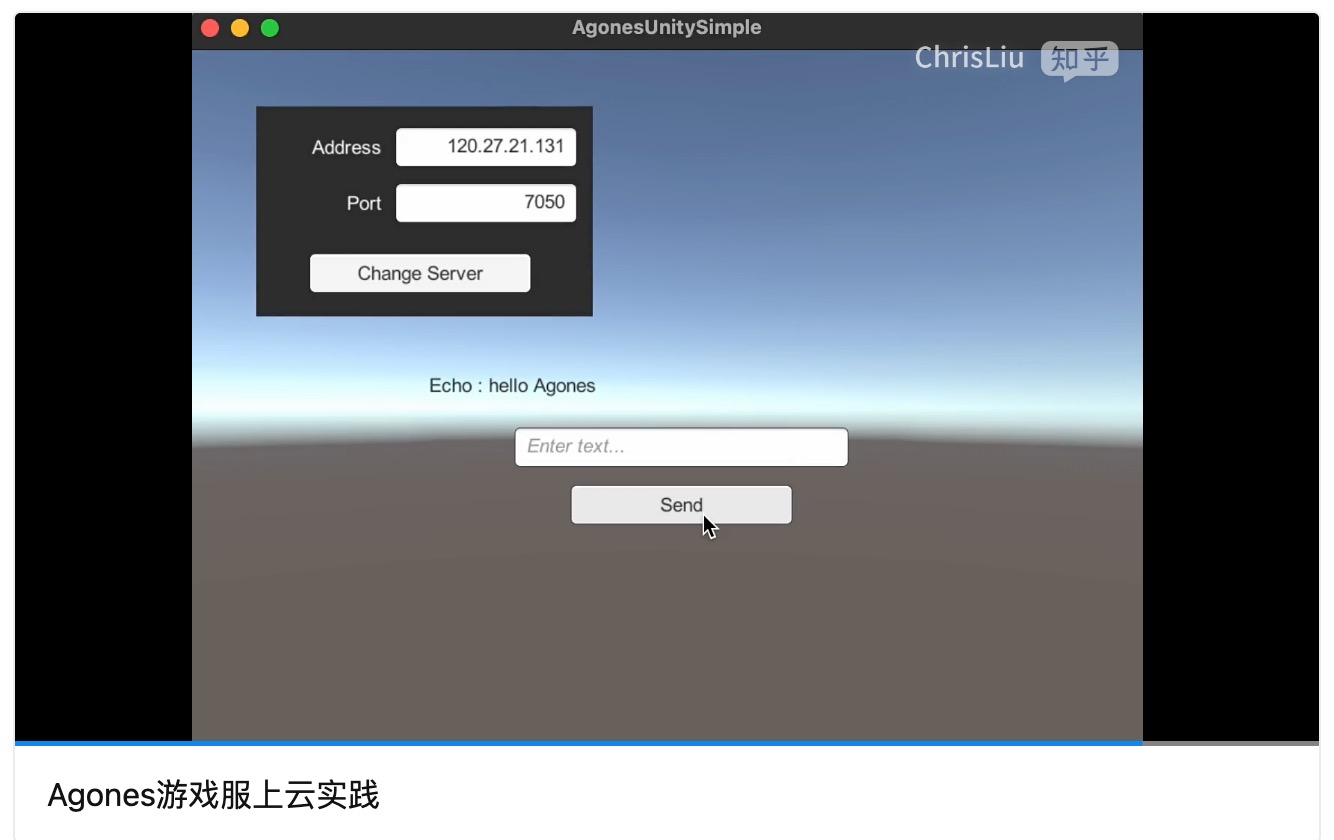 AgonesUnitySimple
ChrisLiu 知乎
Address 120.27.21.131
Port 7050
Change Server
Echo : hello Agones
Enter text...
Send
Agones游戏服上云实践